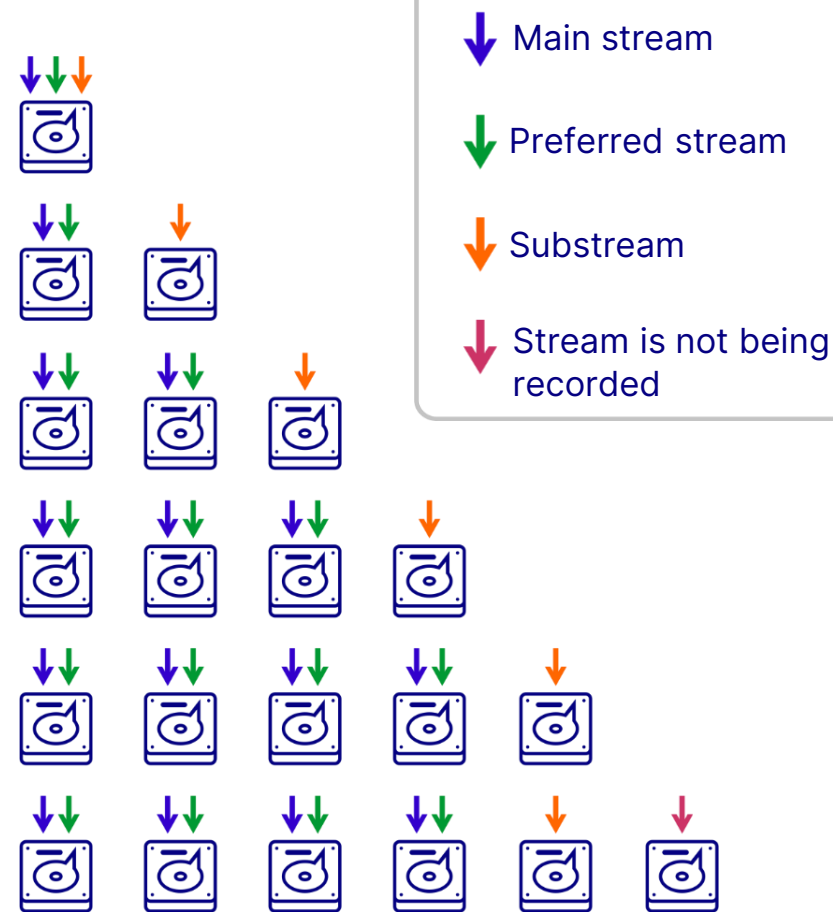 Main stream
Preferred stream
Substream
Stream is not being
recorded